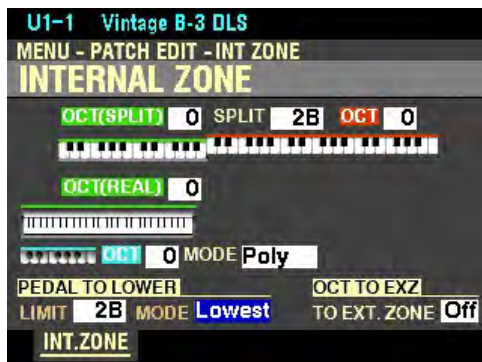 U1-1 Vintage B-3 DLS
MENU - PATCH EDIT - INT ZONE
INTERNAL ZONE
OCT(SPLIT) 0 SPLIT 2B OCT 0
OCT(REAL) 0
OCT 0 MODE Poly
PEDAL TO LOWER OCT TO EXZ
LIMIT 2B MODE Lowest TO EXT. ZONE Off
INT.ZONE